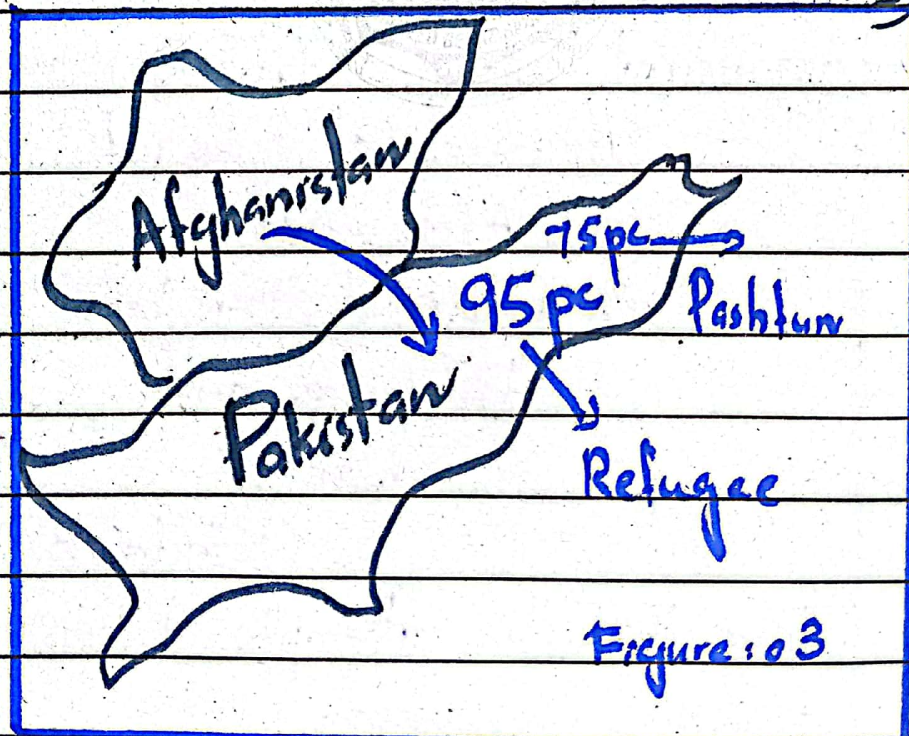 Afghanistan
75pc
95pc
Pashtun
Pakistan
Refugee
Figure:03